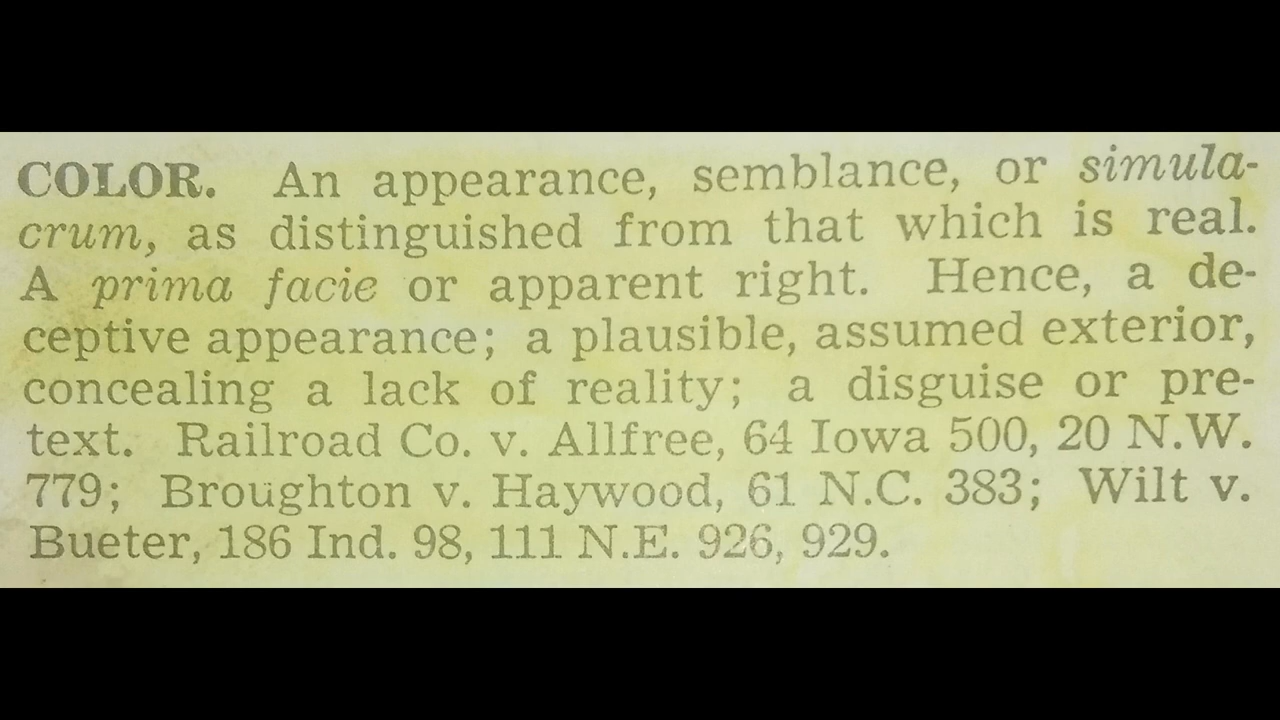 COLOR. An appearance, semblance, or simula-
crum, as distinguished from that which is real.
A prima facie or apparent right. Hence, a de-
ceptive appearance; a plausible, assumed exterior,
concealing a lack of reality; a disguise or pre-
text. Railroad Co. v. Allfree, 64 Iowa 500, 20 N.W.
779; Broughton v. Haywood, 61 N.C. 383; Wilt v.
Bueter, 186 Ind. 98, 111 N.E. 926, 929.